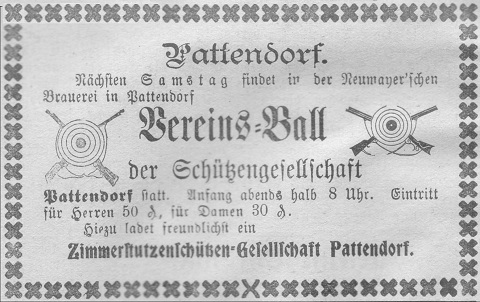 Pattendorf.
Nächsten Samstag findet in der Neumayer'schen
Brauerei in Pattendorf
Vereins-Ball
der Schützengesellschaft
Pattendorf statt. Anfang abends halb 8 Uhr. Eintritt
für Herren 50 ₰, für Damen 30 ₰.
Hiezu ladet freundlichst ein
Zimmerstutzenschützen-Gesellschaft Pattendorf.